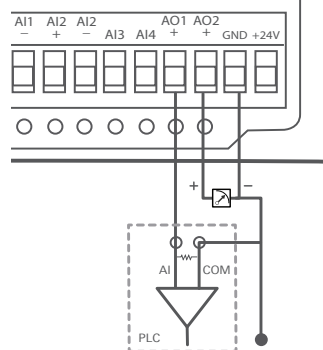 AI1 AI2 AI2 AI3 AI4 AO1 AO2 GND +24V
− + − + +
+ −
AI COM
PLC